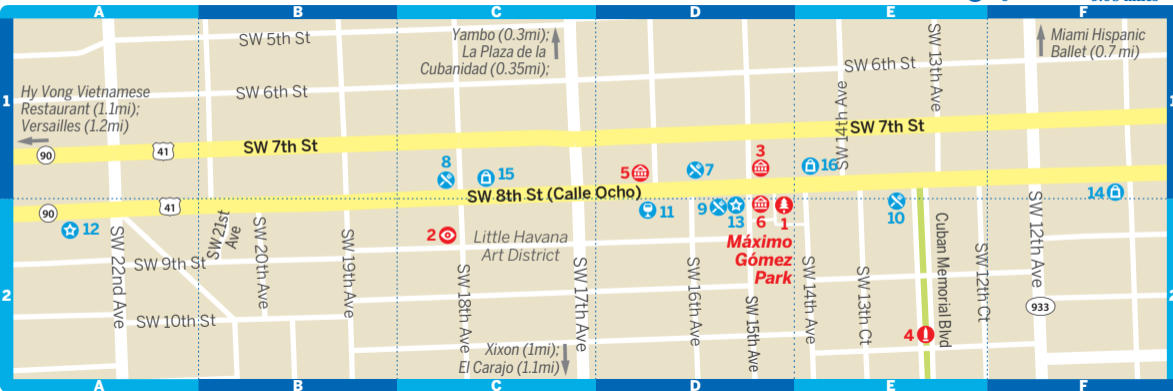 A
B
C
D
E
F
SW 5th St
Yambo (0.3mi);
La Plaza de la
Cubanidad (0.35mi);
SW 13th Ave
Miami Hispanic
Ballet (0.7 mi)
SW 6th St
SW 6th St
1
1
Hy Vong Vietnamese
Restaurant (1.1mi);
Versailles (1.2mi)
SW 14th Ave
SW 7th St
SW 7th St
90
41
8
15
5
7
3
16
SW 8th St (Calle Ocho)
14
90
41
12
11
9
13
6
1
10
2
Little Havana
Art District
Máximo
Gómez
Park
SW 22nd Ave
SW 21st
Ave
SW 20th Ave
SW 19th Ave
SW 18th Ave
SW 17th Ave
SW 16th Ave
SW 15th Ave
SW 14th Ave
SW 13th Ct
Cuban Memorial Blvd
SW 12th Ct
SW 12th Ave
SW 9th St
2
2
SW 10th St
933
4
Xixon (1mi);
El Carajo (1.1mi)
A
B
C
D
E
F